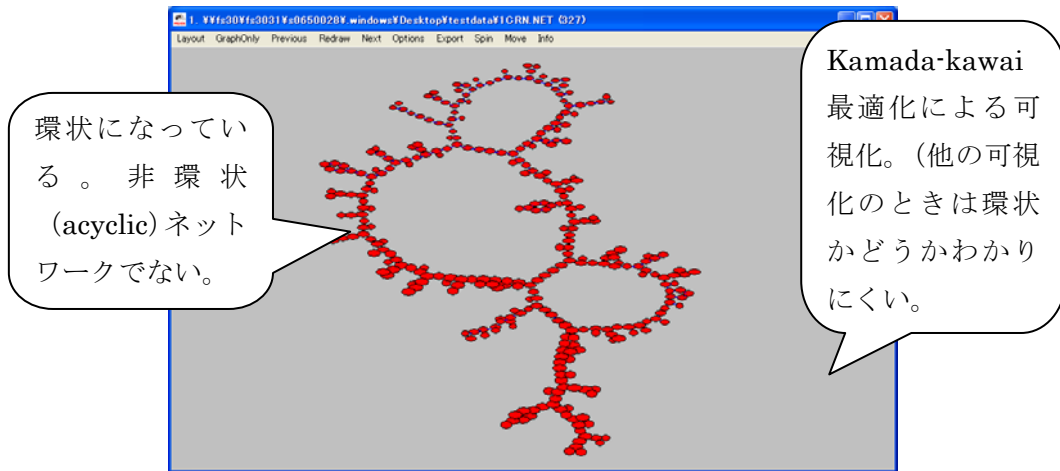 1. ¥¥fs30¥fs3031¥s0650028¥.windows¥Desktop¥testdata¥1CRN.NET (327)
Layout GraphOnly Previous Redraw Next Options Export Spin Move Info
環状になってい
る。非環状
(acyclic)ネット
ワークでない。
Kamada-kawai
最適化による可
視化。(他の可視
化のときは環状
かどうかわかり
にくい。